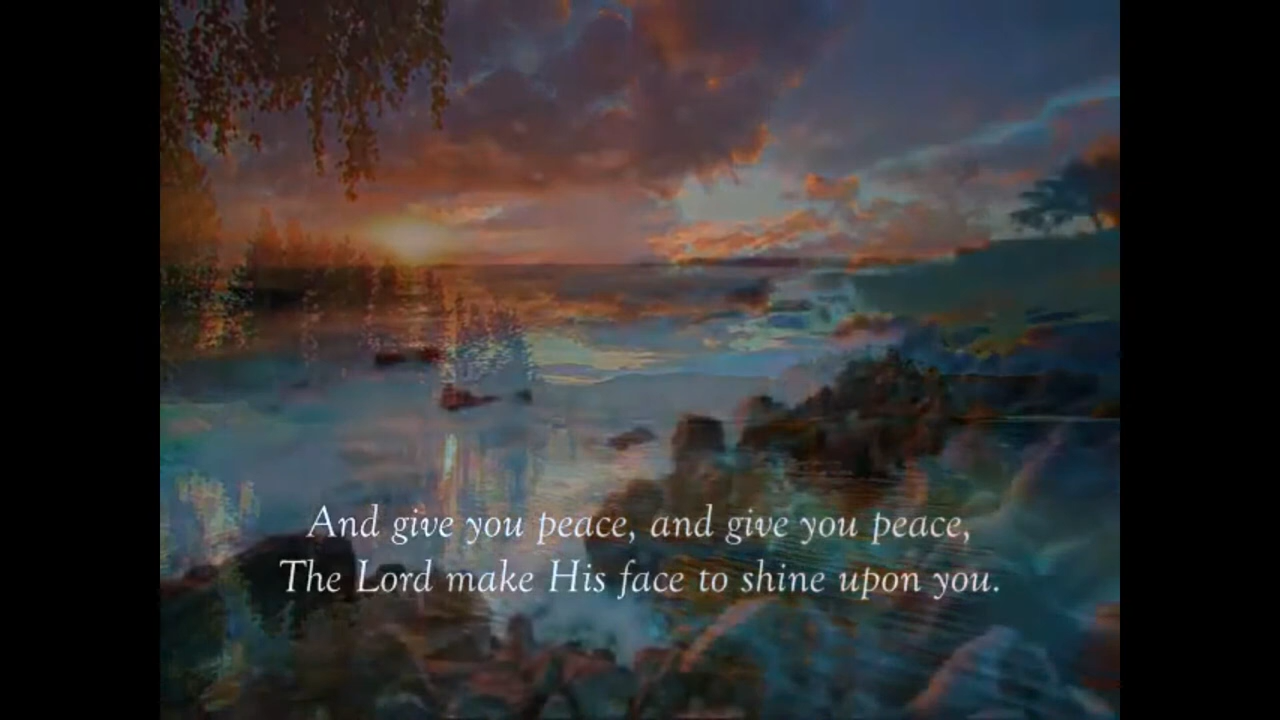 And give you peace, and give you peace,
The Lord make His face to shine upon you.